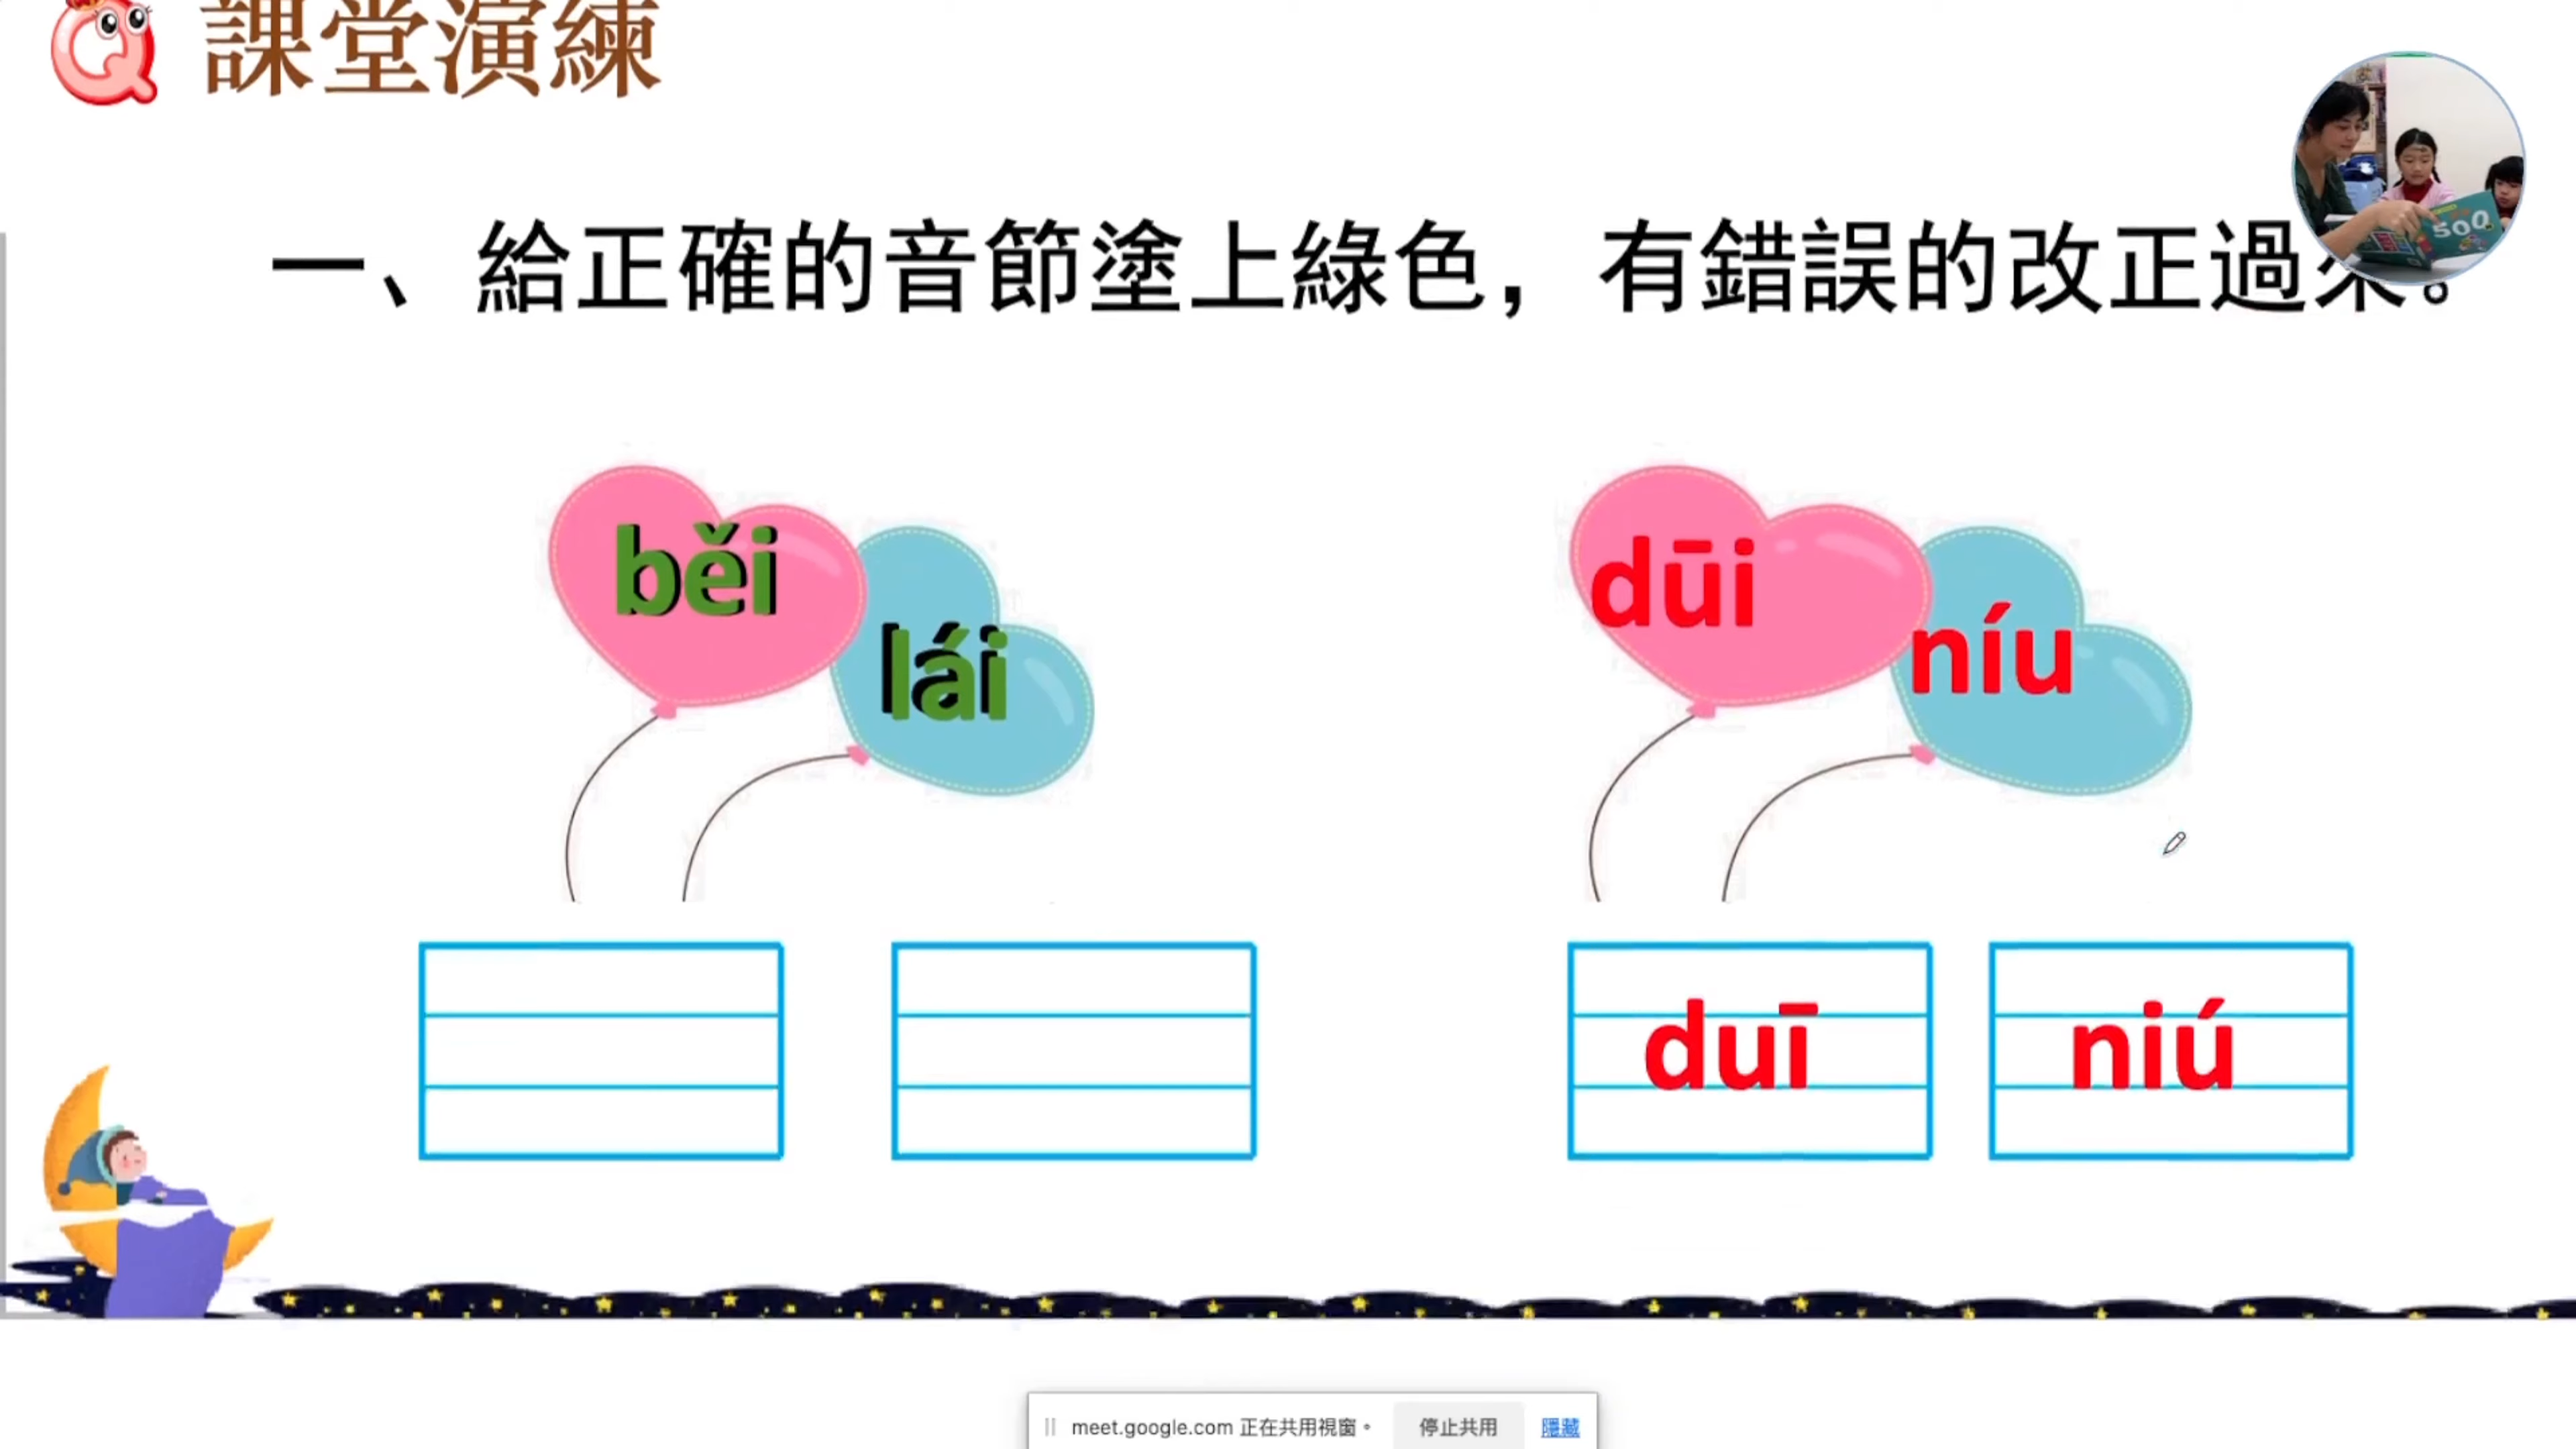 課堂演練
一、給正確的音節塗上綠色，有錯誤的改正過來。
běi
lái
dūi
níu
duī
niú
500
meet.google.com 正在共用視窗。
停止共用
隱藏